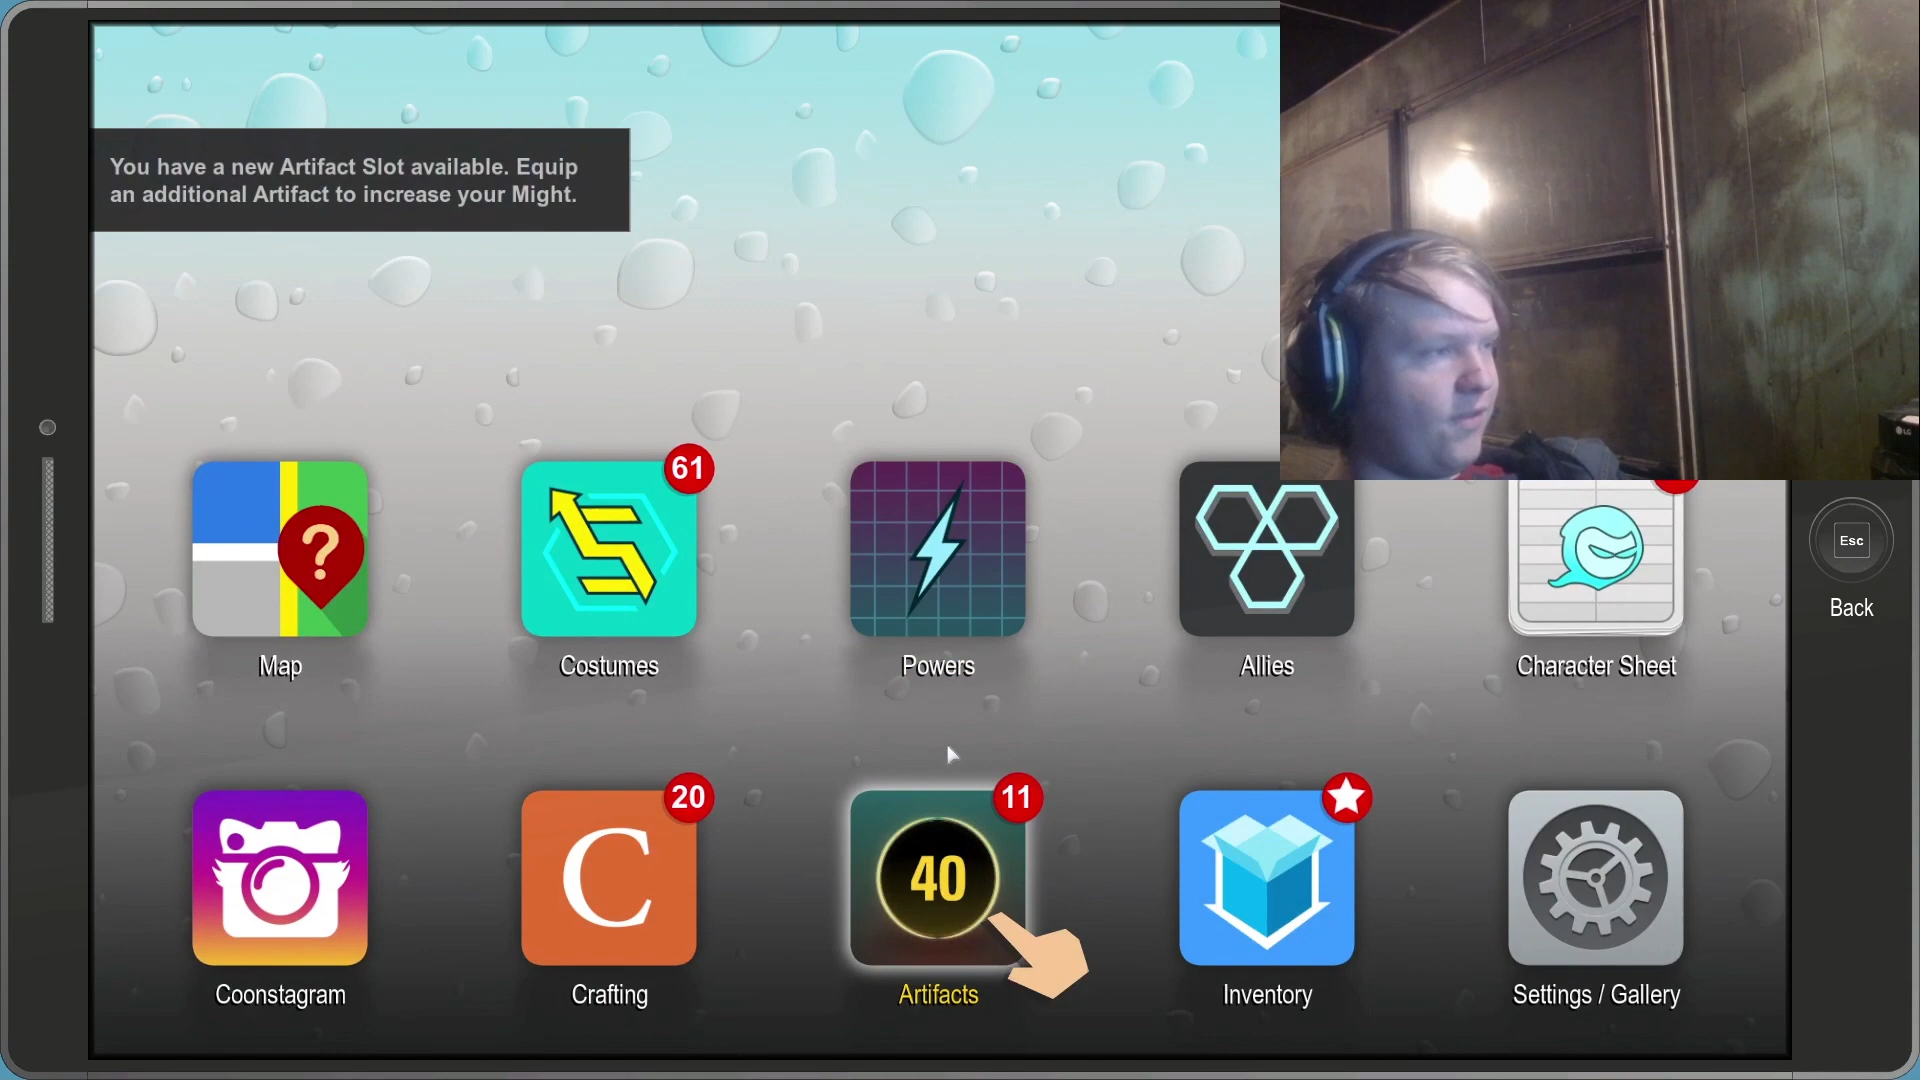 You have a new Artifact Slot available. Equip
an additional Artifact to increase your Might.
61
?
Map
Costumes
Powers
Allies
Character Sheet
Esc
Back
20
11
C
40
Coonstagram
Crafting
Artifacts
Inventory
Settings / Gallery
LG